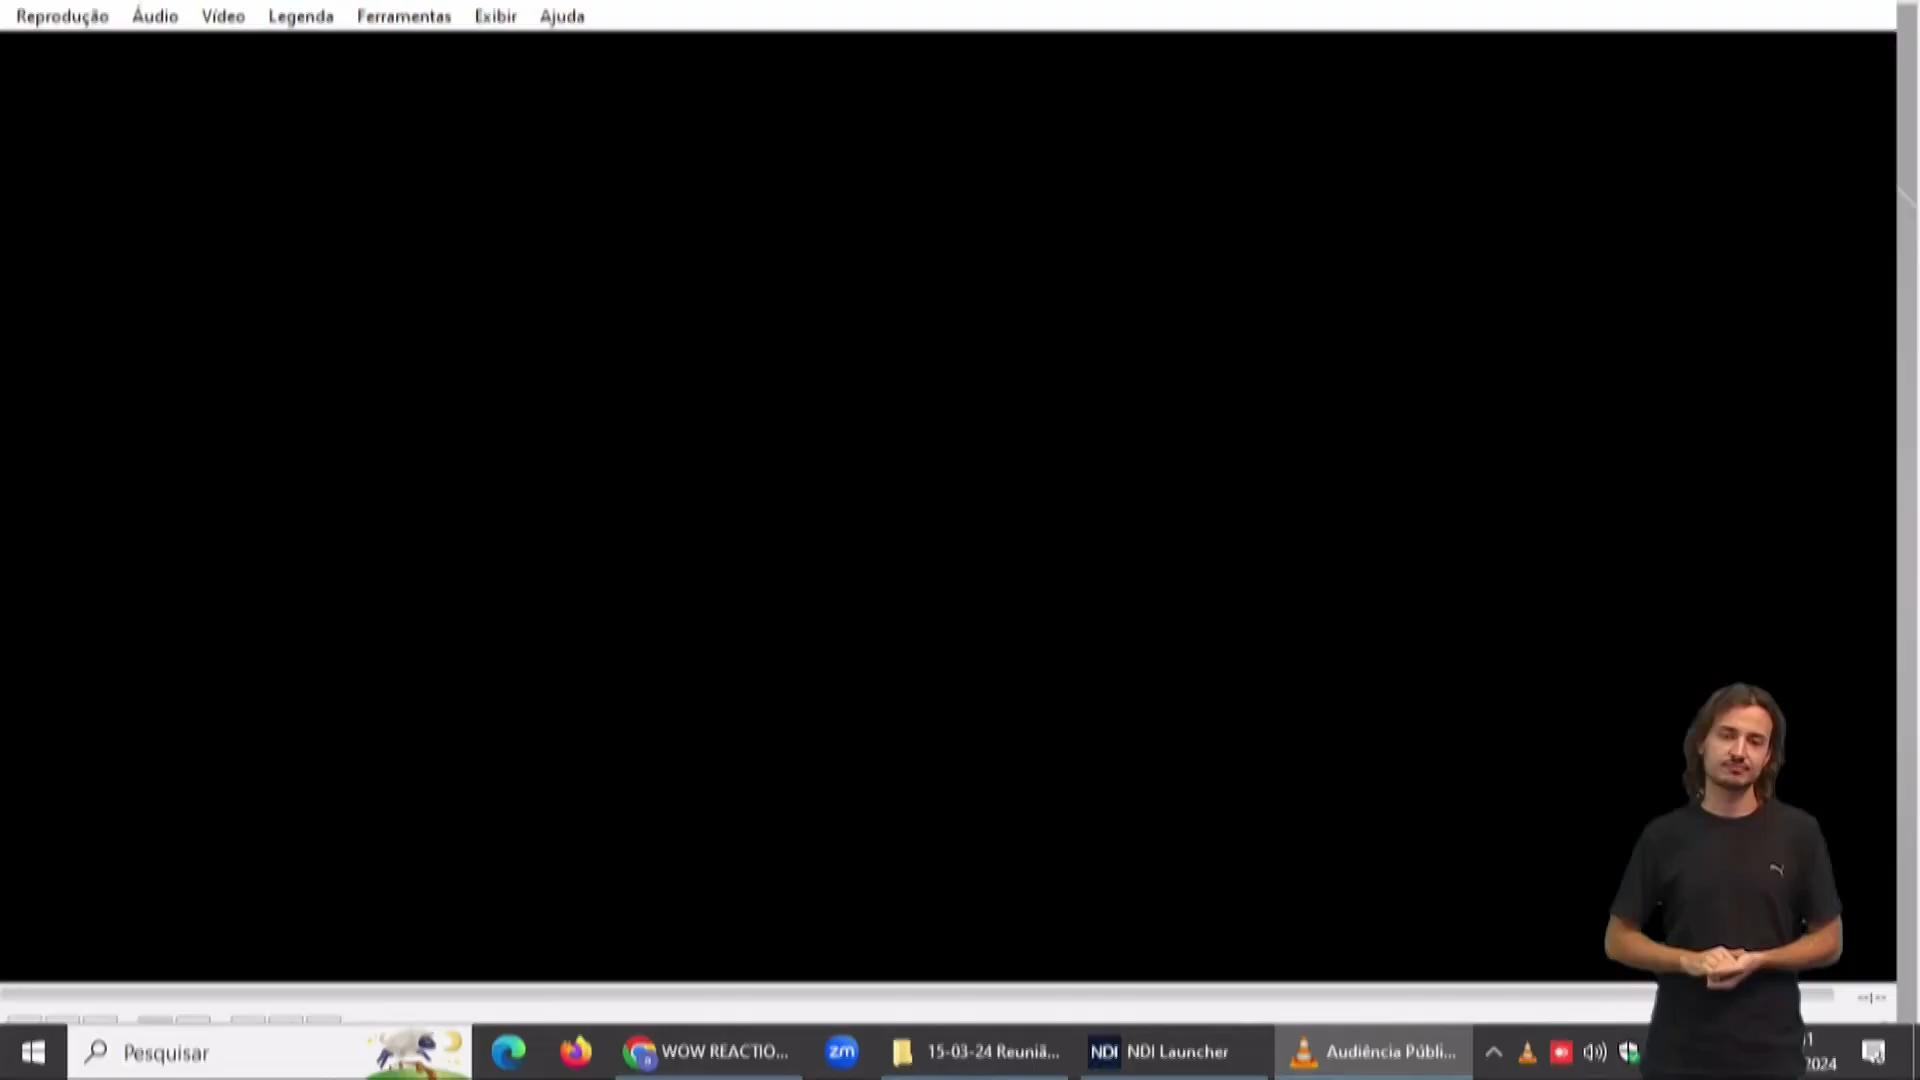 Reprodução Áudio Vídeo Legenda Ferramentas Exibir Ajuda
Pesquisar
WOW REACTIO...
zm
15-03-24 Reuniã...
NDI NDI Launcher
Audiência Públi...
2024